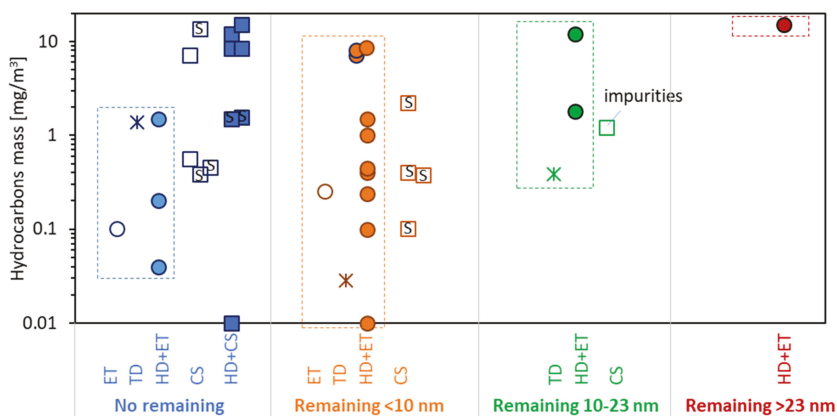 Hydrocarbons mass [mg/m³]
10
1
0.1
0.01
S
S
S
S
S
S
S
S
S
impurities
ET
TD
HD+ET
CS
HD+CS
ET
TD
HD+ET
CS
TD
HD+ET
CS
HD+ET
No remaining
Remaining <10 nm
Remaining 10-23 nm
Remaining >23 nm